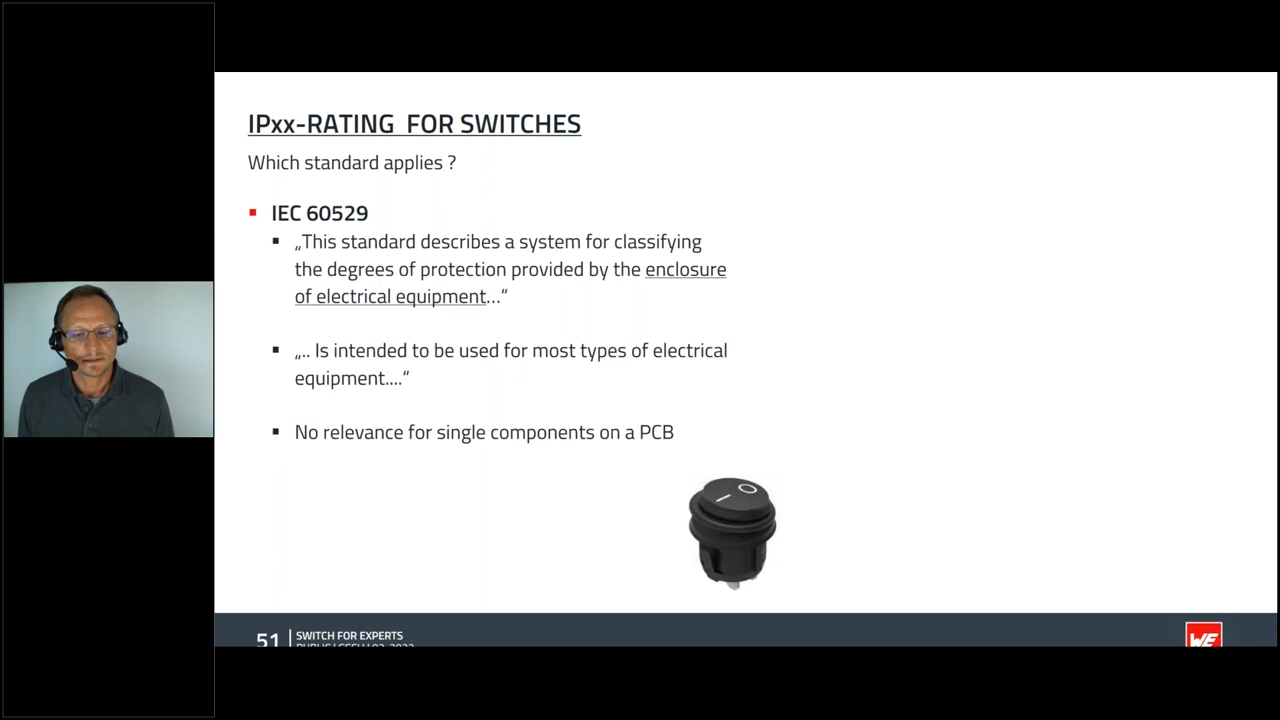 IPxx-RATING FOR SWITCHES
Which standard applies ?
IEC 60529
„This standard describes a system for classifying
the degrees of protection provided by the enclosure
of electrical equipment…“
„.. Is intended to be used for most types of electrical
equipment....“
No relevance for single components on a PCB
51
SWITCH FOR EXPERTS
WE